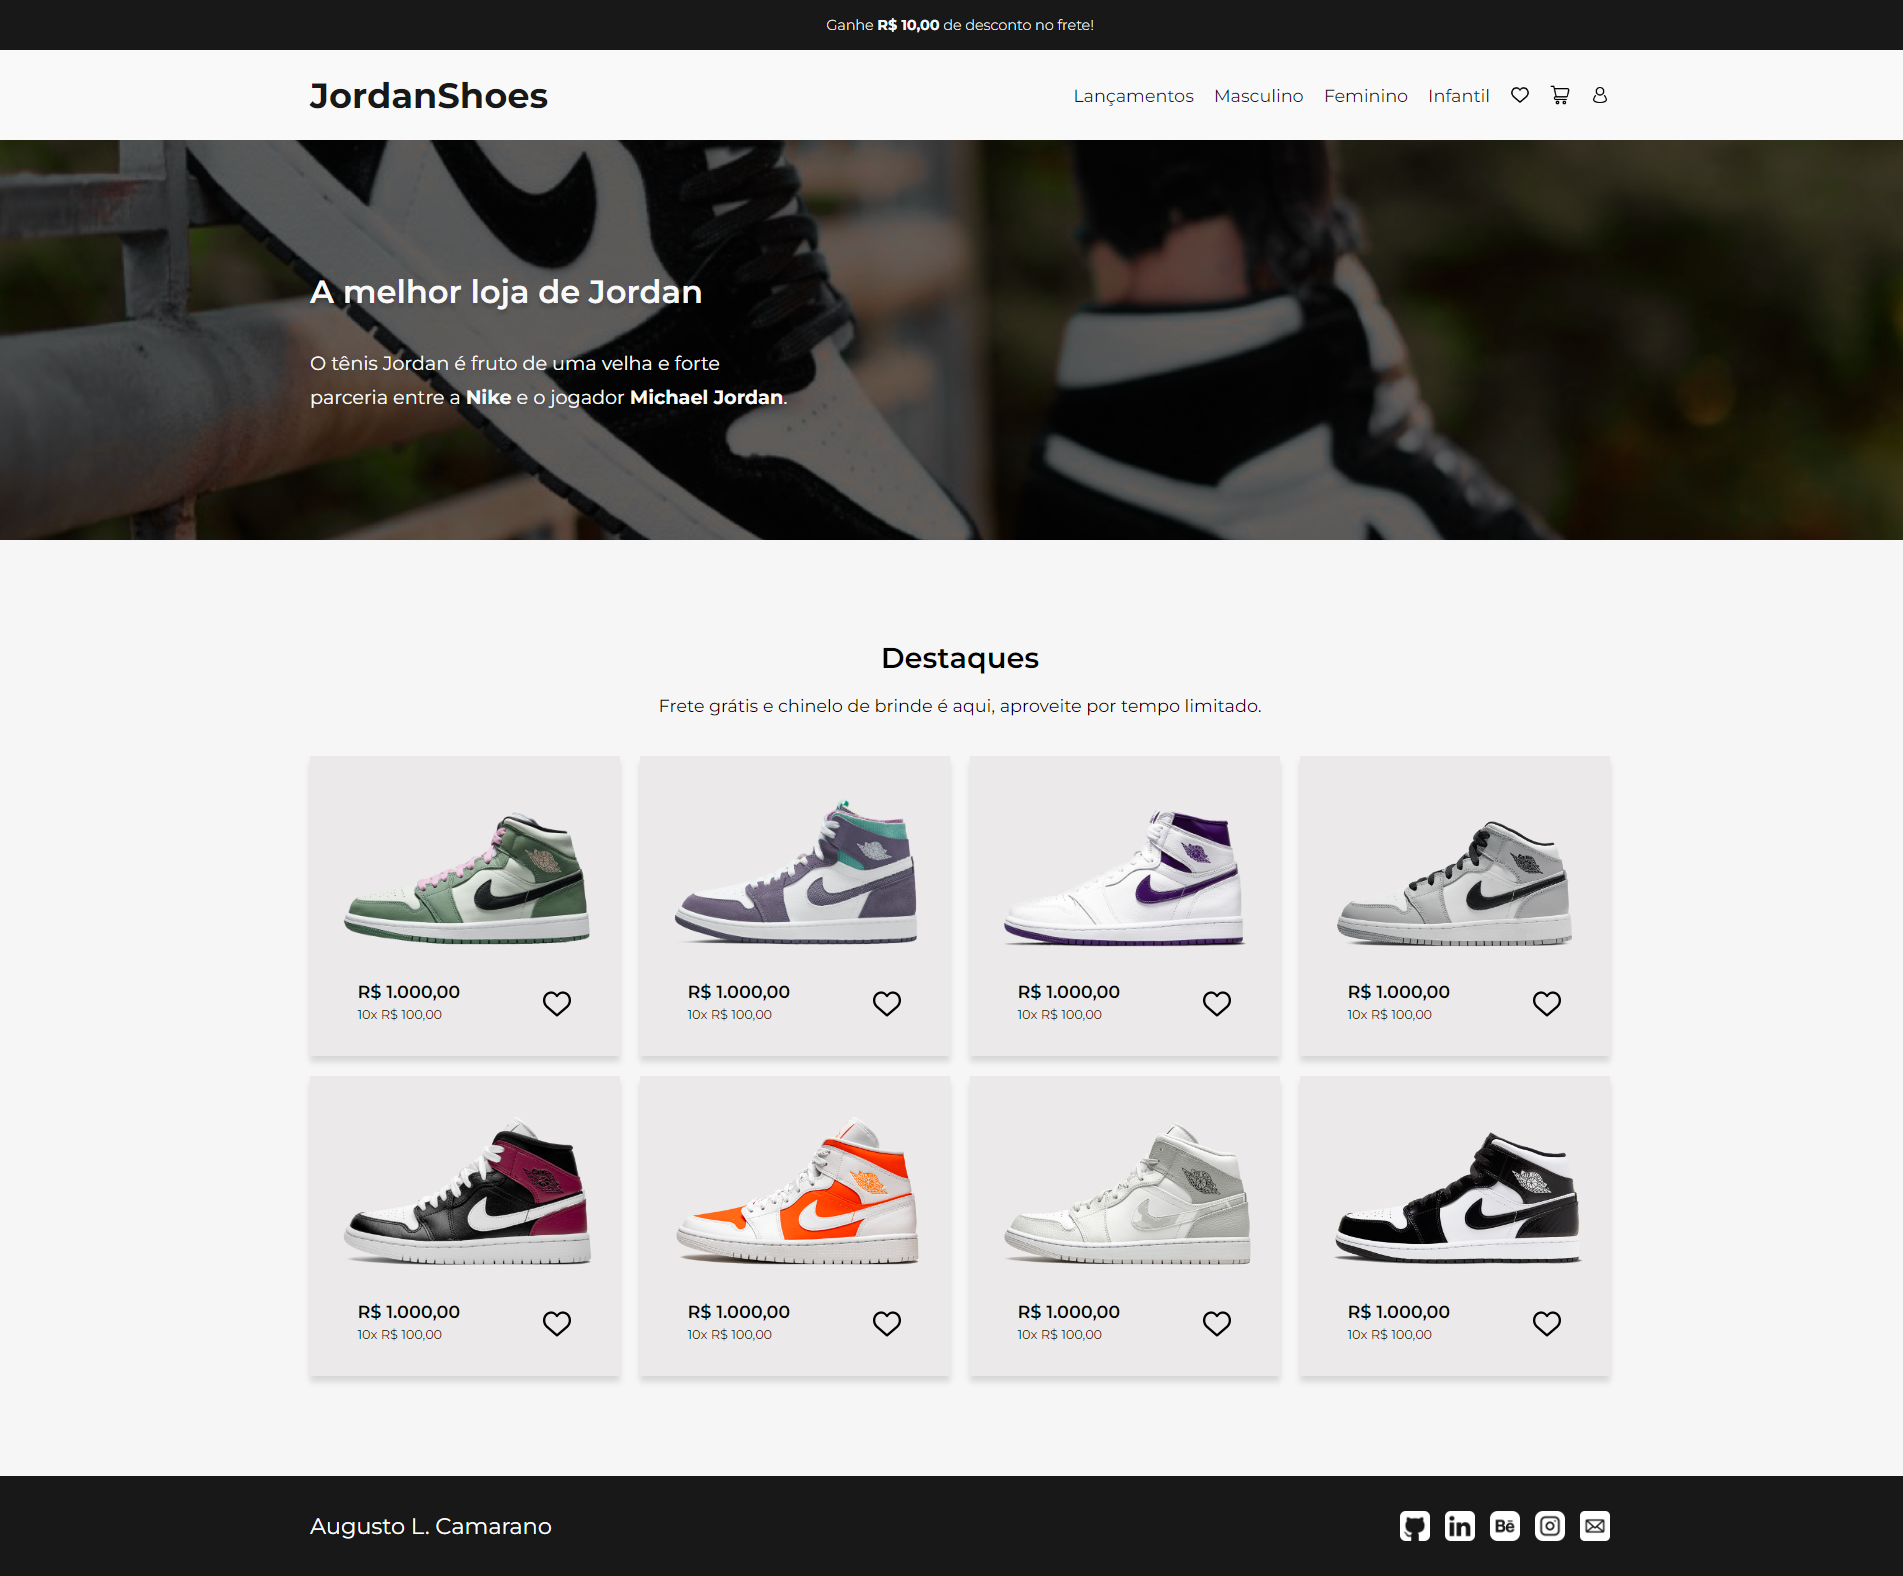 Ganhe R$ 10,00 de desconto no frete!
JordanShoes
Lançamentos Masculino Feminino Infantil
A melhor loja de Jordan
O tênis Jordan é fruto de uma velha e forte
parceria entre a Nike e o jogador Michael Jordan.
Destaques
Frete grátis e chinelo de brinde é aqui, aproveite por tempo limitado.
R$ 1.000,00
10x R$ 100,00
R$ 1.000,00
10x R$ 100,00
R$ 1.000,00
10x R$ 100,00
R$ 1.000,00
10x R$ 100,00
R$ 1.000,00
10x R$ 100,00
R$ 1.000,00
10x R$ 100,00
R$ 1.000,00
10x R$ 100,00
R$ 1.000,00
10x R$ 100,00
Augusto L. Camarano
in
Bē